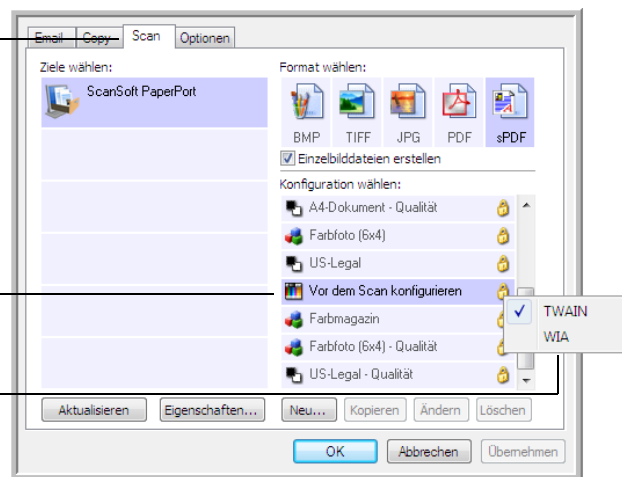 Email Copy Scan Optionen
Ziele wählen:
ScanSoft PaperPort
Format wählen:
BMP TIFF JPG PDF sPDF
Einzelbilddateien erstellen
Konfiguration wählen:
A4-Dokument - Qualität
Farbfoto (6x4)
US-Legal
Vor dem Scan konfigurieren
Farbmagazin
Farbfoto (6x4) - Qualität
US-Legal - Qualität
TWAIN
WIA
Aktualisieren Eigenschaften... Neu... Kopieren Ändern Löschen
OK Abbrechen Übernehmen